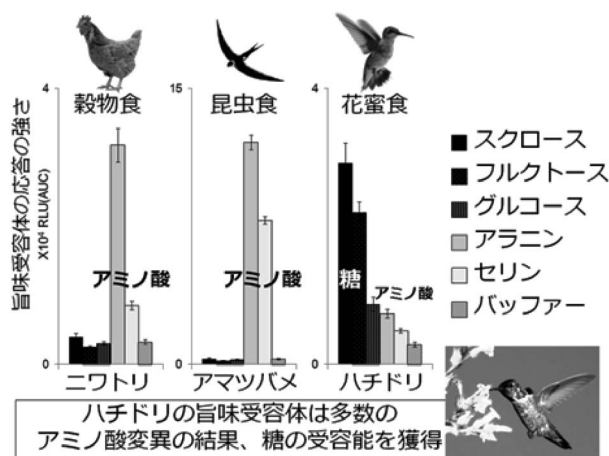 穀物食
昆虫食
花蜜食
旨味受容体の応答の強さ
X10⁴ RLU(AUC)
4
0
アミノ酸
ニワトリ
15
0
アミノ酸
アマツバメ
4
0
糖
アミノ酸
ハチドリ
スクロース
フルクトース
グルコース
アラニン
セリン
バッファー
ハチドリの旨味受容体は多数の
アミノ酸変異の結果、糖の受容能を獲得